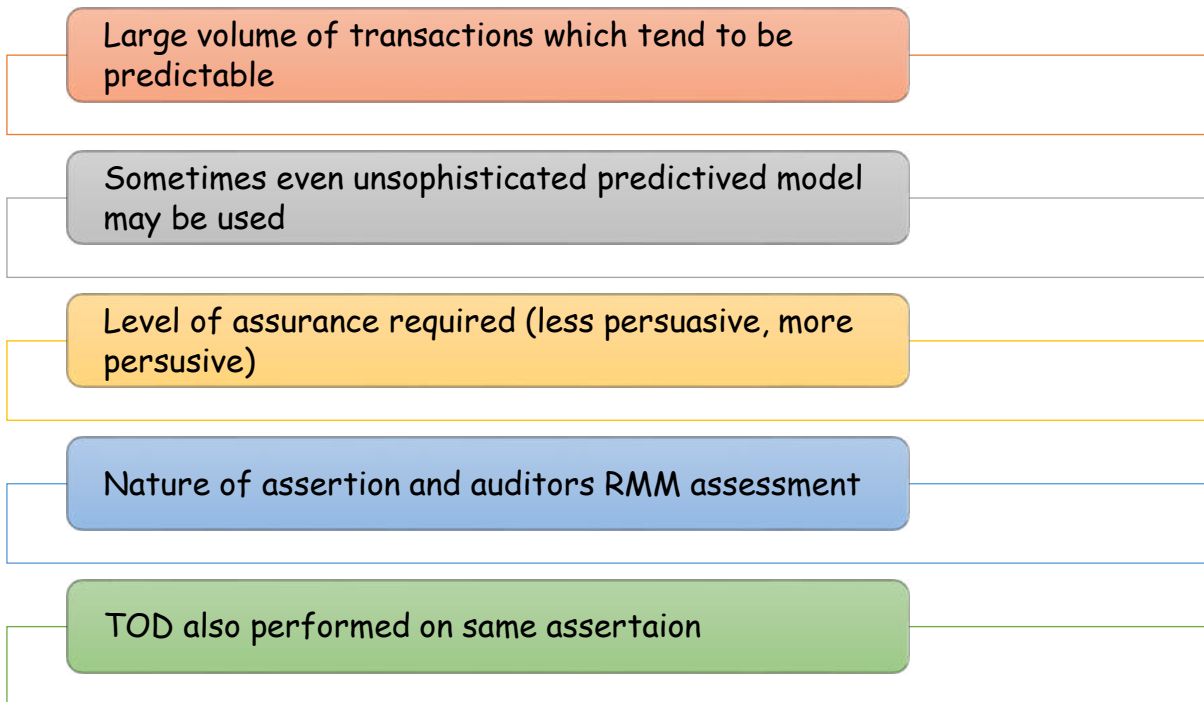 Large volume of transactions which tend to be
predictable
Sometimes even unsophisticated predictived model
may be used
Level of assurance required (less persuasive, more
persusive)
Nature of assertion and auditors RMM assessment
TOD also performed on same assertaion